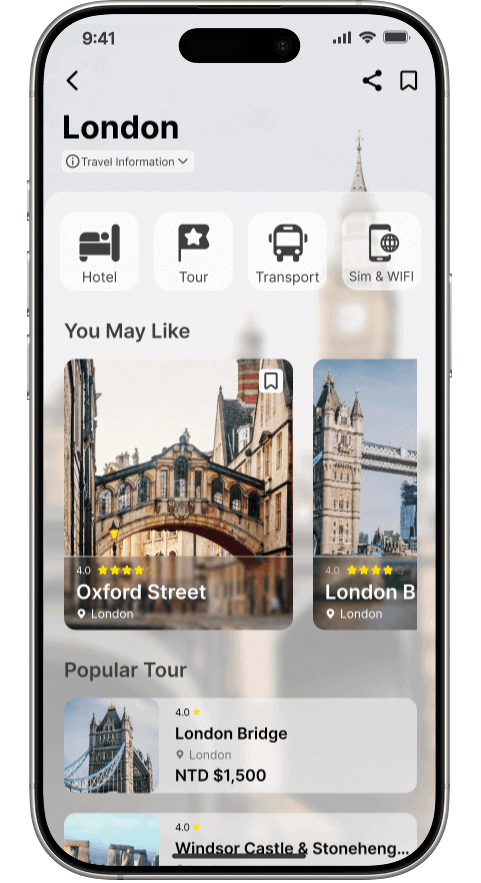 9:41
London
Travel Information
Hotel
Tour
Transport
Sim & WIFI
You May Like
4.0
Oxford Street
London
4.0
London B
London
Popular Tour
4.0
London Bridge
London
NTD $1,500
4.0
Windsor Castle & Stoneheng...